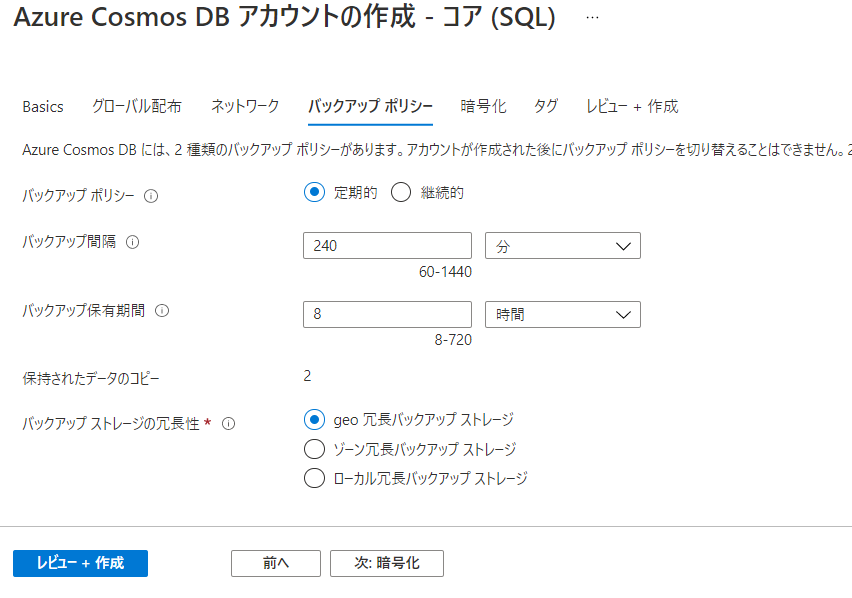 Azure Cosmos DB アカウントの作成 - コア (SQL) ...
Basics グローバル配布 ネットワーク バックアップ ポリシー 暗号化 タグ レビュー + 作成
Azure Cosmos DB には、2 種類のバックアップ ポリシーがあります。アカウントが作成された後にバックアップ ポリシーを切り替えることはできません。2
バックアップ ポリシー 定期的 継続的
バックアップ間隔 240 分
60-1440
バックアップ保有期間 8 時間
8-720
保持されたデータのコピー 2
バックアップ ストレージの冗長性 * geo 冗長バックアップ ストレージ
ゾーン冗長バックアップ ストレージ
ローカル冗長バックアップ ストレージ
レビュー + 作成 前へ 次: 暗号化